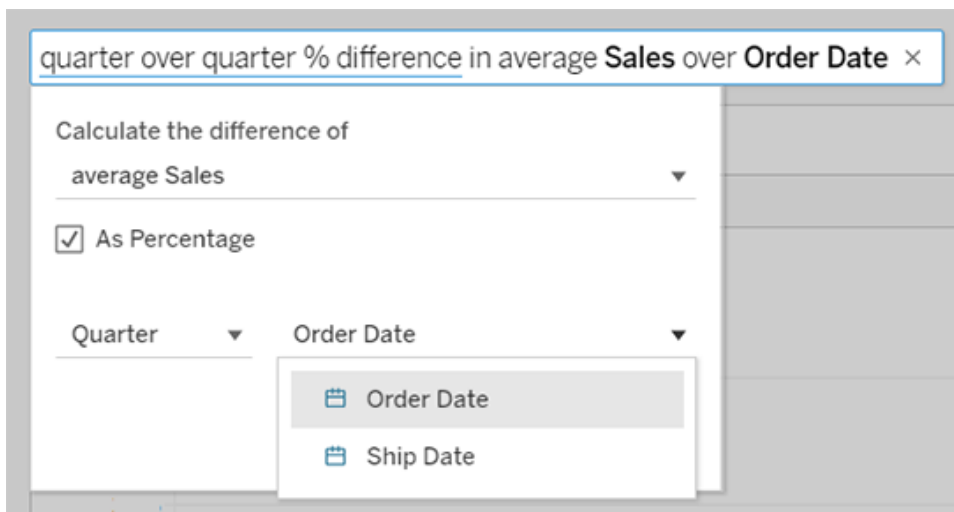 quarter over quarter % difference in average Sales over Order Date ×
Calculate the difference of
average Sales
As Percentage
Quarter
Order Date
Order Date
Ship Date